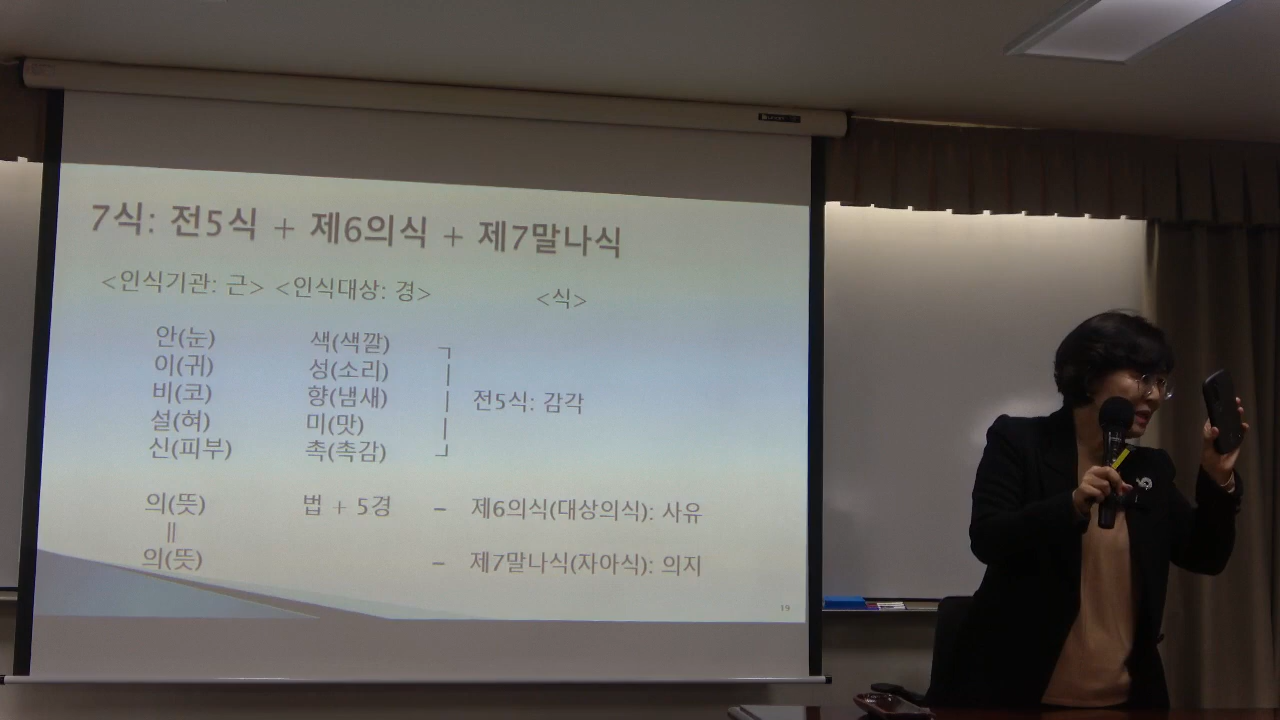 7식: 전5식 + 제6의식 + 제7말나식
<인식기관: 근> <인식대상: 경> <식>
안(눈) 색(색깔)
이(귀) 성(소리)
비(코) 향(냄새) 전5식: 감각
설(혀) 미(맛)
신(피부) 촉(촉감)
의(뜻) 법 + 5경 – 제6의식(대상의식): 사유
||
의(뜻) – 제7말나식(자아식): 의지
19